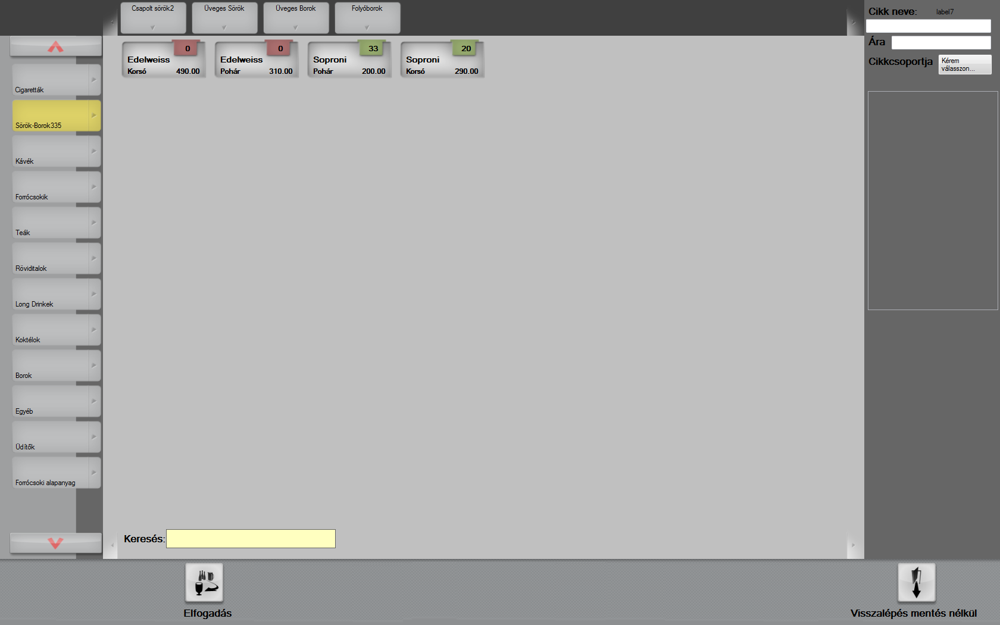 Csapolt sörök2
Üveges Sörök
Üveges Borok
Folyóborok
Cikk neve:
label7
Ára
Cikkcsoportja
Kérem
válasszon...
Cigaretták
Sörök-Borok335
Kávék
Forrócsokik
Teák
Röviditalok
Long Drinkek
Koktélok
Borok
Egyéb
Üdítők
Forrócsoki alapanyag
0
Edelweiss
Korsó 490.00
0
Edelweiss
Pohár 310.00
33
Soproni
Pohár 200.00
20
Soproni
Korsó 290.00
Keresés:
Elfogadás
Visszalépés mentés nélkül